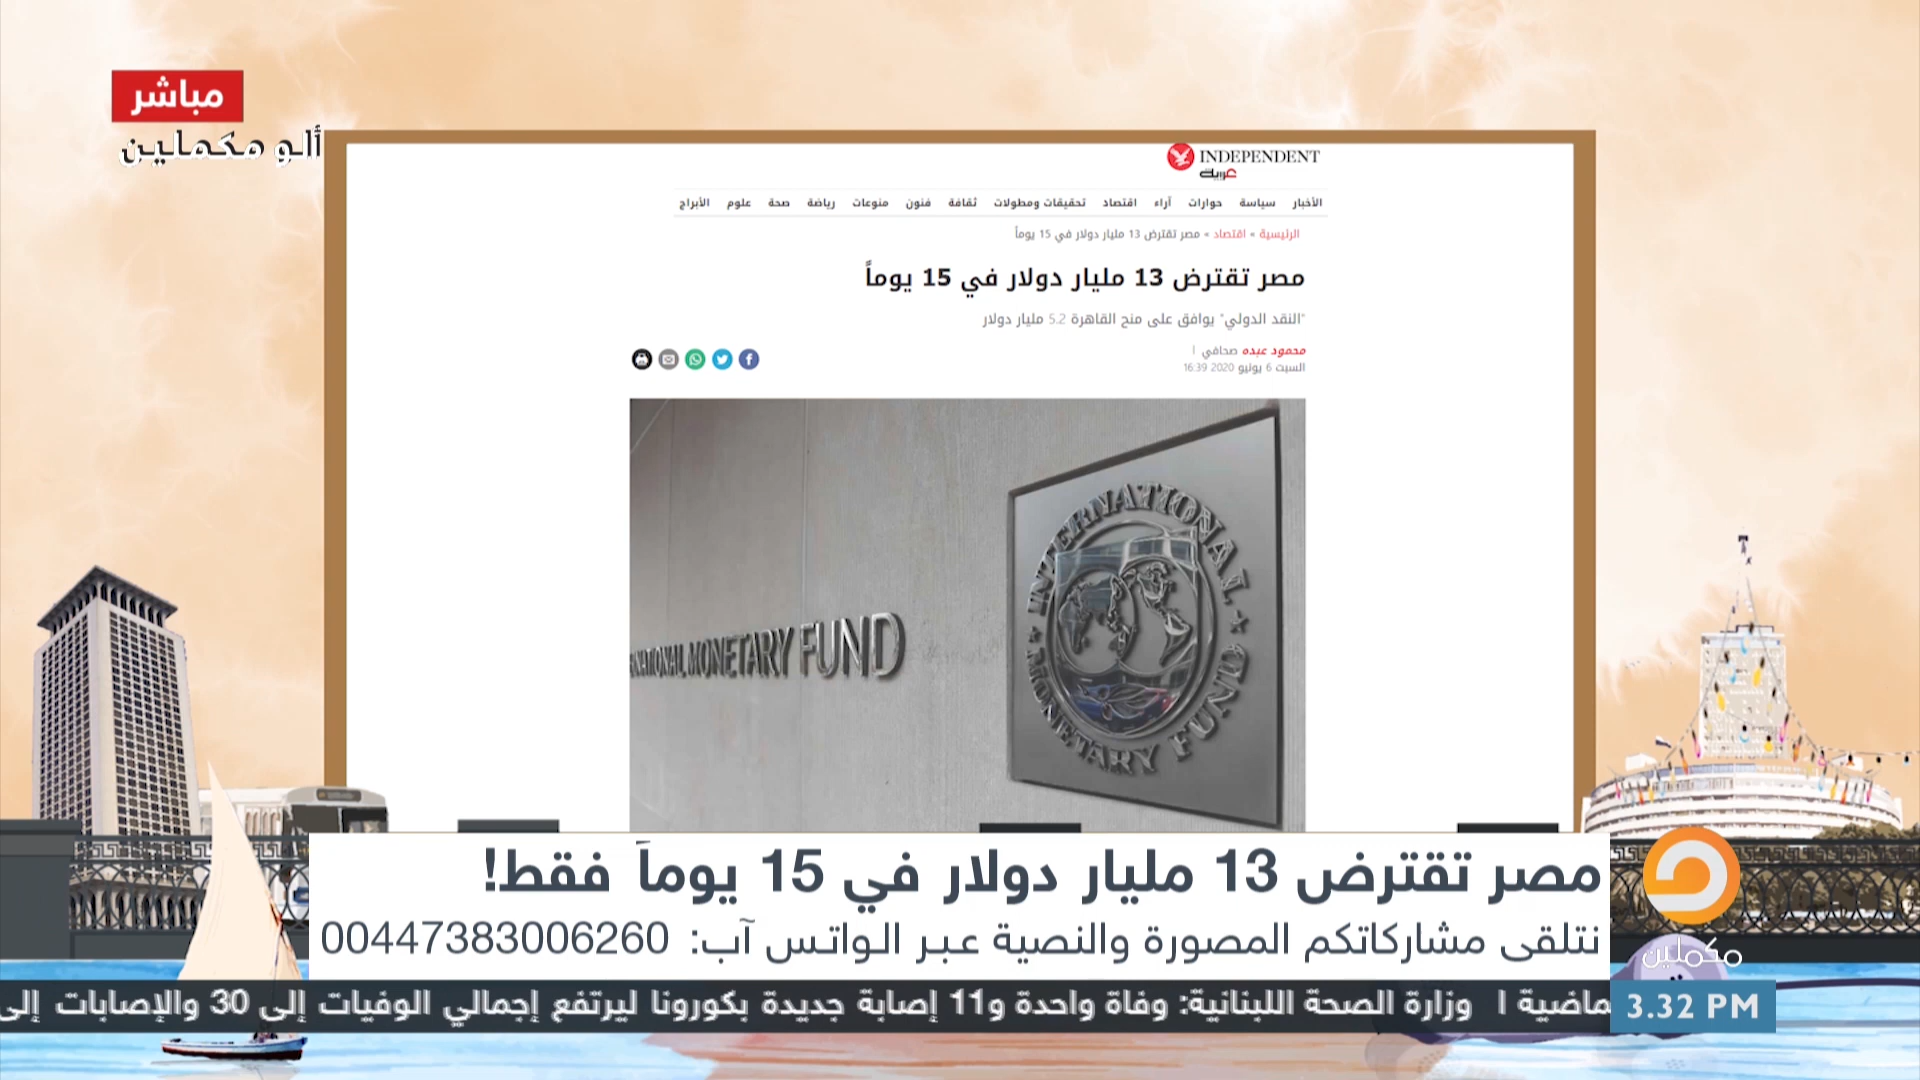 مباشر
ألو مكملين
INDEPENDENT
عربية
الأخبار سياسة حوارات آراء اقتصاد تحقيقات ومطولات ثقافة فنون منوعات رياضة صحة علوم الأبراج
الرئيسية » اقتصاد » مصر تقترض 13 مليار دولار في 15 يوماً
مصر تقترض 13 مليار دولار في 15 يوماً
"النقد الدولي" يوافق على منح القاهرة 5.2 مليار دولار
محمود عبده صحافي |
السبت 6 يونيو 2020 16:39
INTERNATIONAL MONETARY FUND
NATIONAL MONETARY FUND
مصر تقترض 13 مليار دولار في 15 يوماً فقط!
نتلقى مشاركاتكم المصورة والنصية عبر الواتس آب: 00447383006260
مكملين
ماضية | وزارة الصحة اللبنانية: وفاة واحدة و11 إصابة جديدة بكورونا ليرتفع إجمالي الوفيات إلى 30 والإصابات إلى
3.32 PM